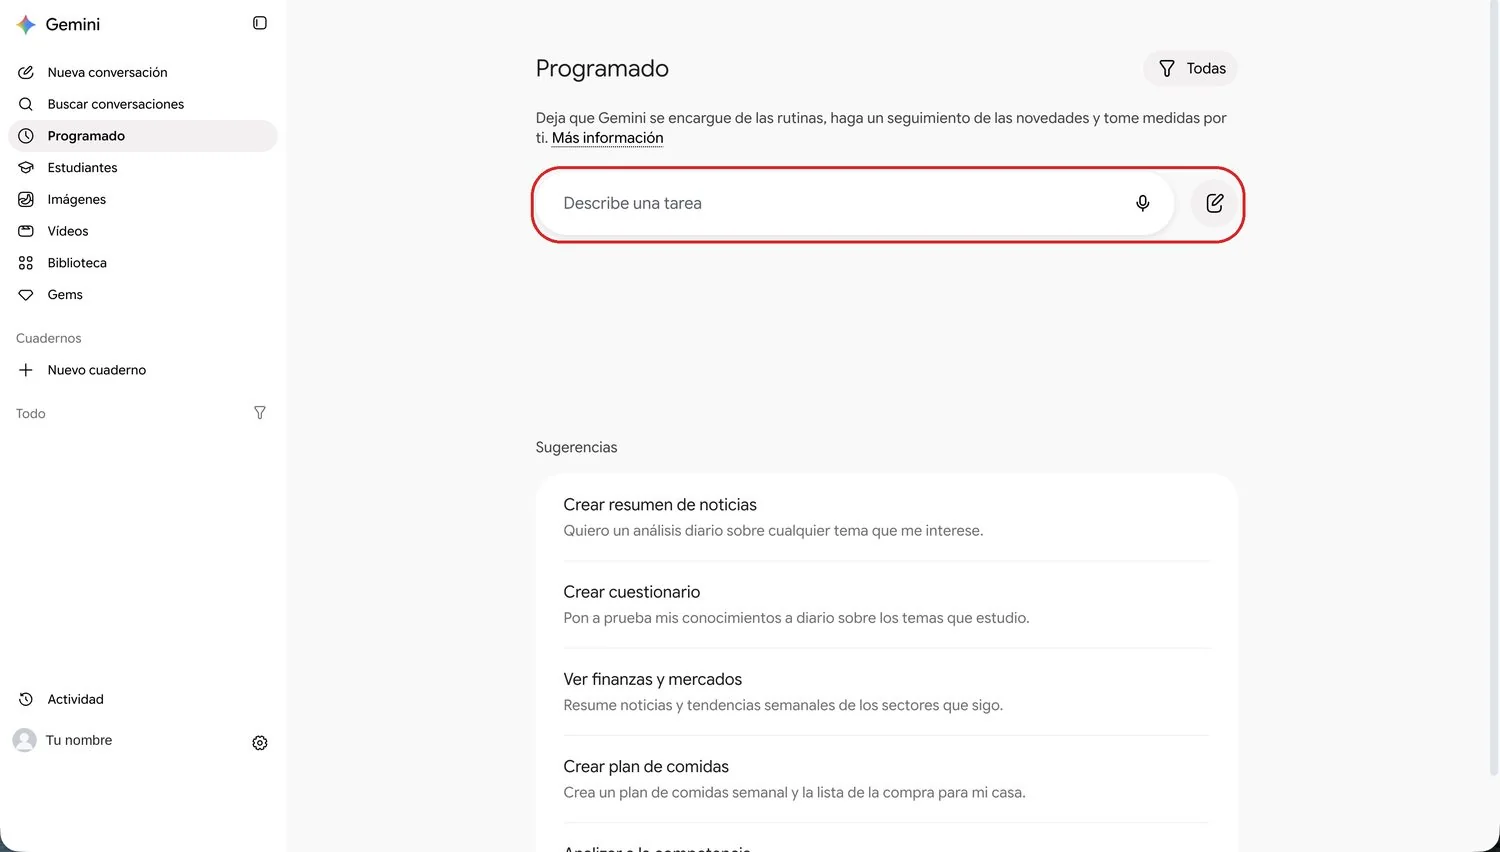 Gemini
Nueva conversación
Buscar conversaciones
Programado
Estudiantes
Imágenes
Vídeos
Biblioteca
Gems
Cuadernos
Nuevo cuaderno
Todo
Actividad
Tu nombre
Programado
Todas
Deja que Gemini se encargue de las rutinas, haga un seguimiento de las novedades y tome medidas por
ti. Más información
Describe una tarea
Sugerencias
Crear resumen de noticias
Quiero un análisis diario sobre cualquier tema que me interese.
Crear cuestionario
Pon a prueba mis conocimientos a diario sobre los temas que estudio.
Ver finanzas y mercados
Resume noticias y tendencias semanales de los sectores que sigo.
Crear plan de comidas
Crea un plan de comidas semanal y la lista de la compra para mi casa.